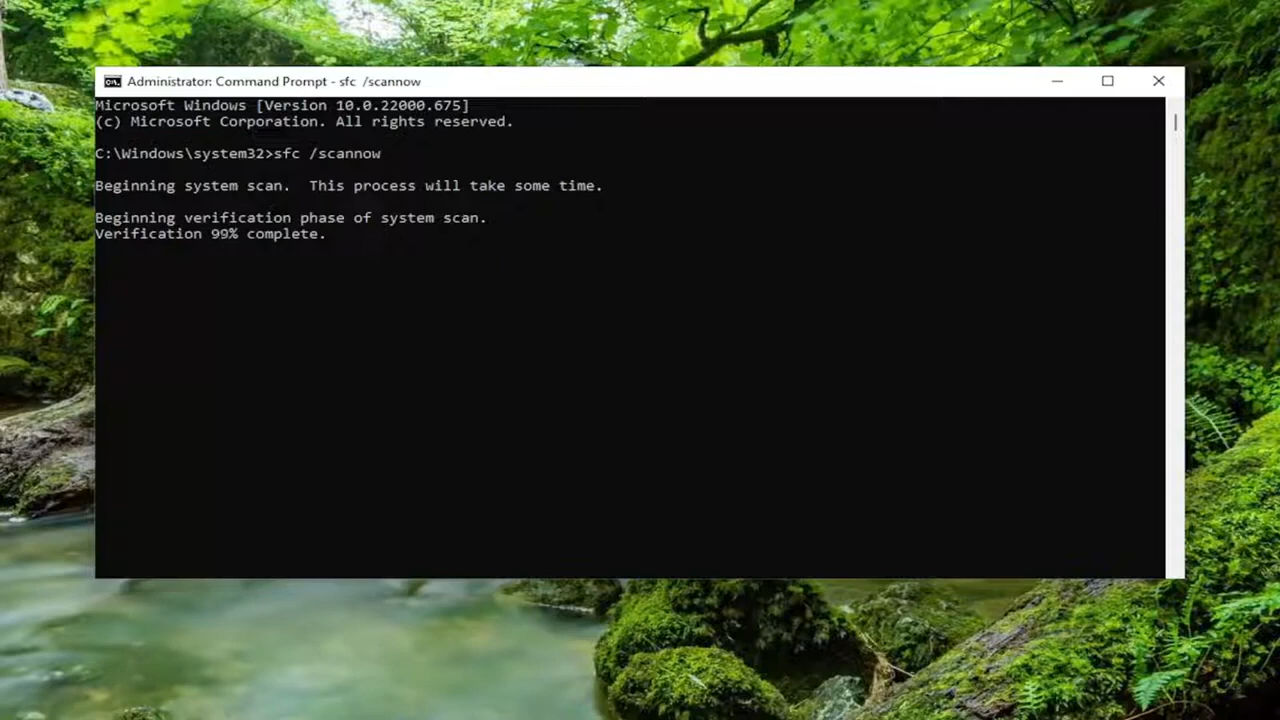 Administrator: Command Prompt - sfc  /scannow
Microsoft Windows [Version 10.0.22000.675]
(c) Microsoft Corporation. All rights reserved.
C:\Windows\system32>sfc /scannow
Beginning system scan.  This process will take some time.
Beginning verification phase of system scan.
Verification 99% complete.